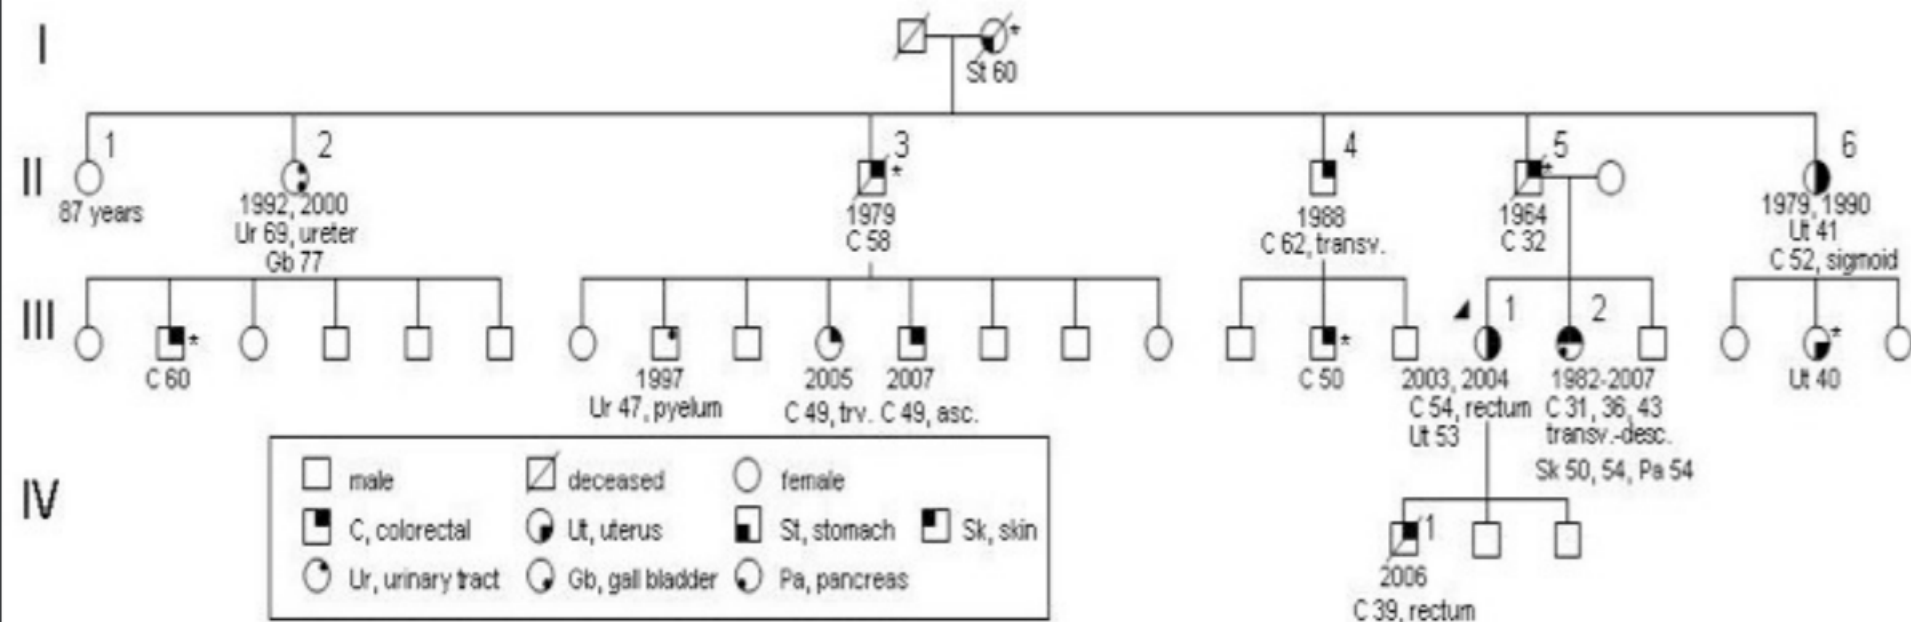 I
*
St 60
II
1 2 3 4 5 6
* *
87 years
1992, 2000
Ur 69, ureter
Gb 77
1979
C 58
1988
C 62, transv.
1964
C 32
1979, 1990
Ut 41
C 52, sigmoid
III
1 2
* * *
C 60
1997
Ur 47, pyelum
2005
C 49, trv.
2007
C 49, asc.
C 50
2003, 2004
C 54, rectum
Ut 53
1982-2007
C 31, 36, 43
transv.-desc.
Sk 50, 54, Pa 54
Ut 40
IV
1
2006
C 39, rectum
male
deceased
female
C, colorectal
Ut, uterus
St, stomach
Sk, skin
Ur, urinary tract
Gb, gall bladder
Pa, pancreas